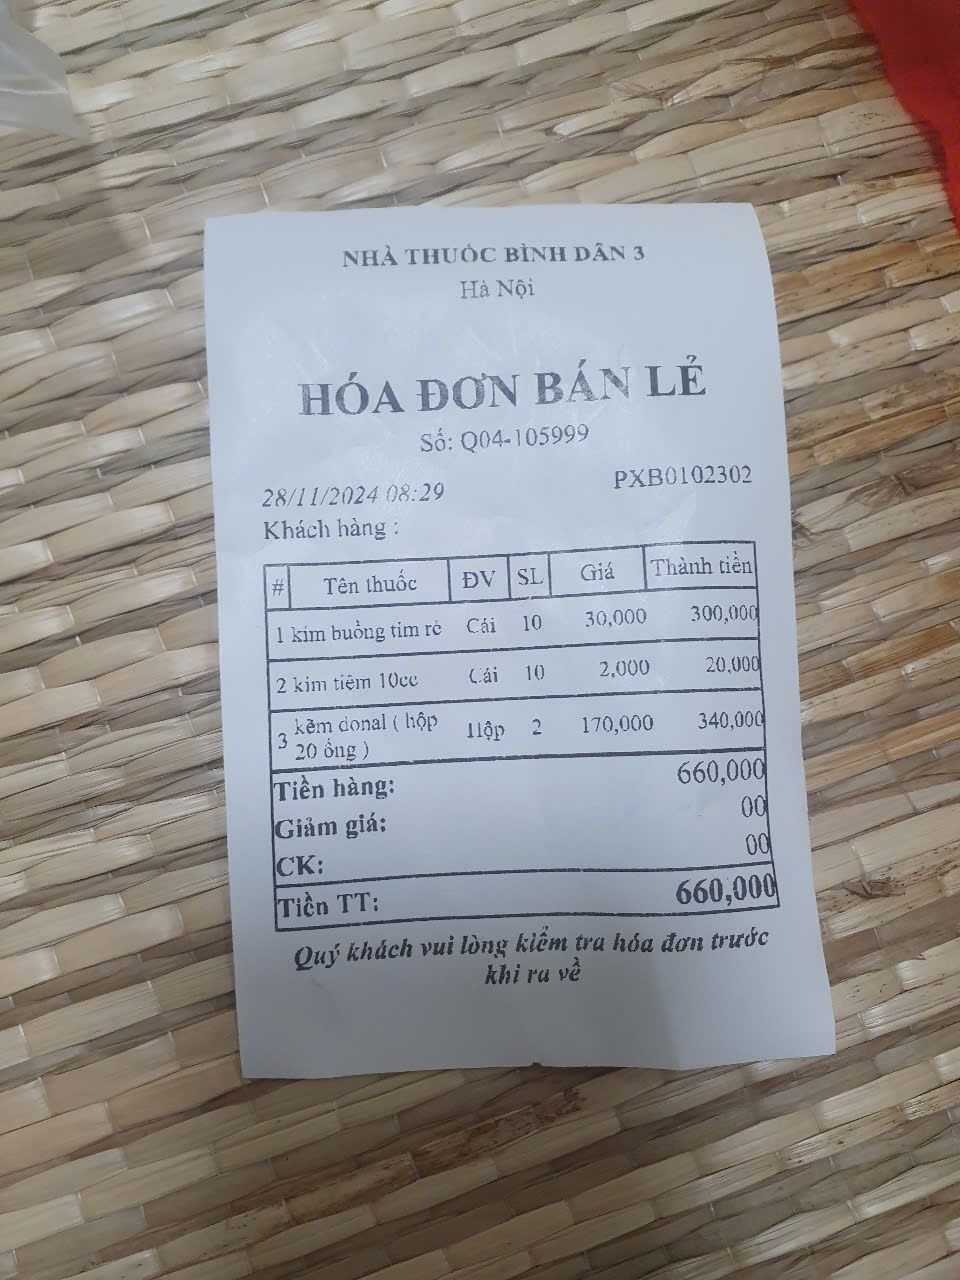 NHÀ THUỐC BÌNH DÂN 3
Hà Nội
HÓA ĐƠN BÁN LẺ
Số: Q04-105999
28/11/2024 08:29 PXB0102302
Khách hàng :
# Tên thuốc ĐV SL Giá Thành tiền
1 kim buồng tim rẻ Cái 10 30,000 300,000
2 kim tiêm 10cc Cái 10 2,000 20,000
3 kẽm donal ( hộp 20 ống ) Hộp 2 170,000 340,000
Tiền hàng: 660,000
Giảm giá: 00
CK: 00
Tiền TT: 660,000
Quý khách vui lòng kiểm tra hóa đơn trước
khi ra về